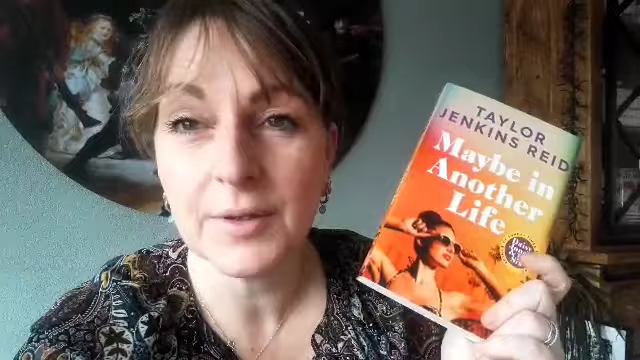 TAYLOR
JENKINS REID
Maybe in
Another
Life